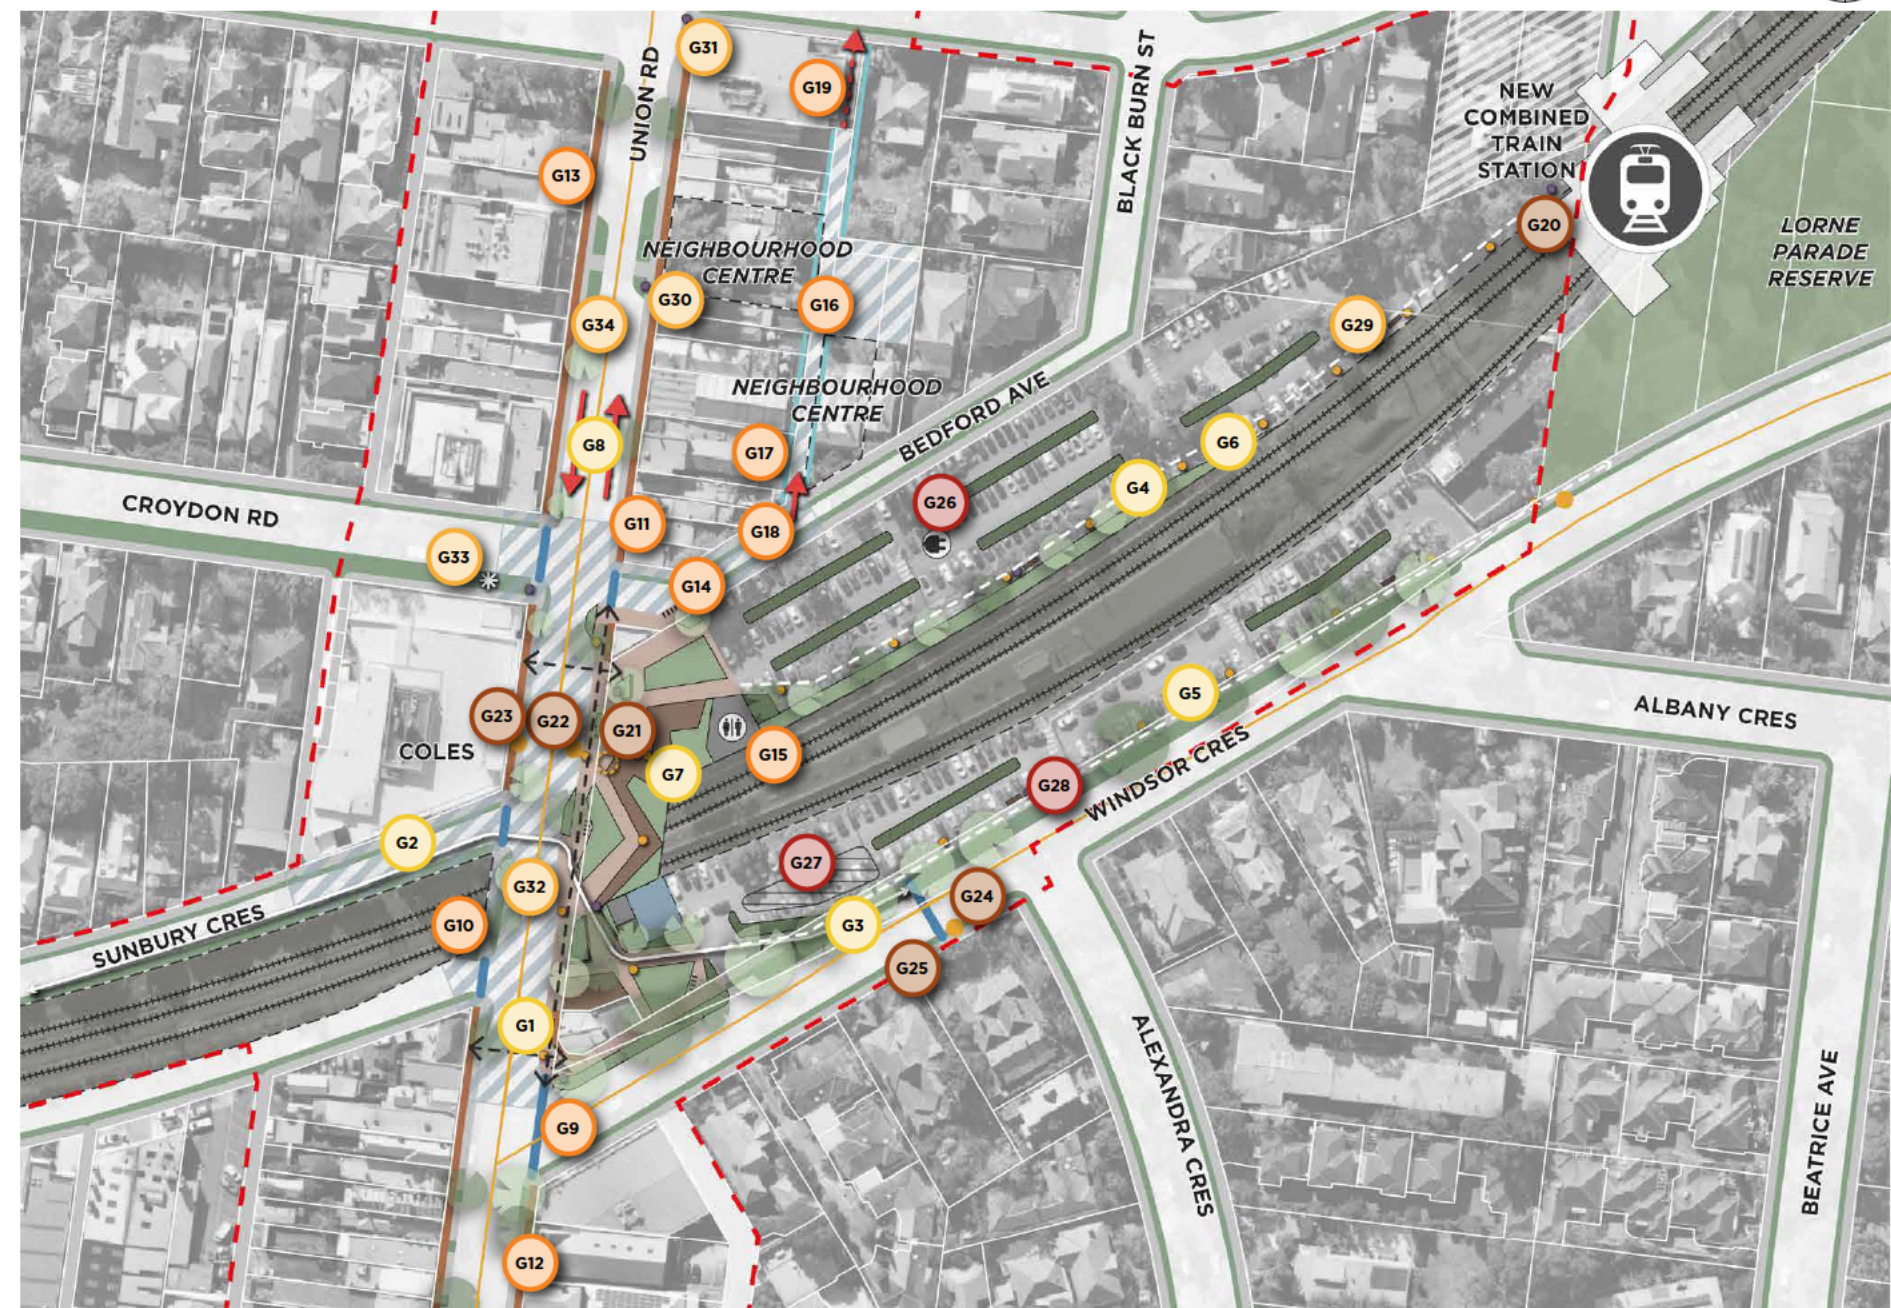 G31
UNION RD
G19
BLACK BURN ST
NEW
COMBINED
TRAIN
STATION
G13
G20
LORNE
PARADE
RESERVE
NEIGHBOURHOOD
CENTRE
G30
G16
G34
G29
NEIGHBOURHOOD
CENTRE
BEDFORD AVE
G8
G17
G6
G4
G26
CROYDON RD
G11
G18
G33
G14
G5
ALBANY CRES
G23
G22
G21
COLES
G7
G15
WINDSOR CRES
G28
G2
G27
G32
G24
SUNBURY CRES
G10
G3
G25
G1
ALEXANDRA CRES
BEATRICE AVE
G9
G12